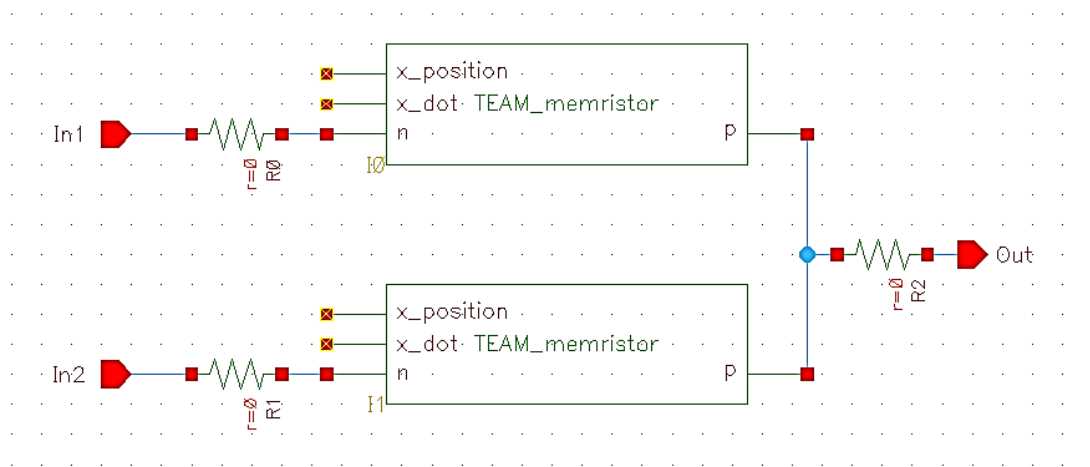 x_position
x_dot TEAM_memristor
In1
n
p
r=0
R0
I0
Out
r=0
R2
x_position
x_dot TEAM_memristor
In2
n
p
r=0
R1
I1